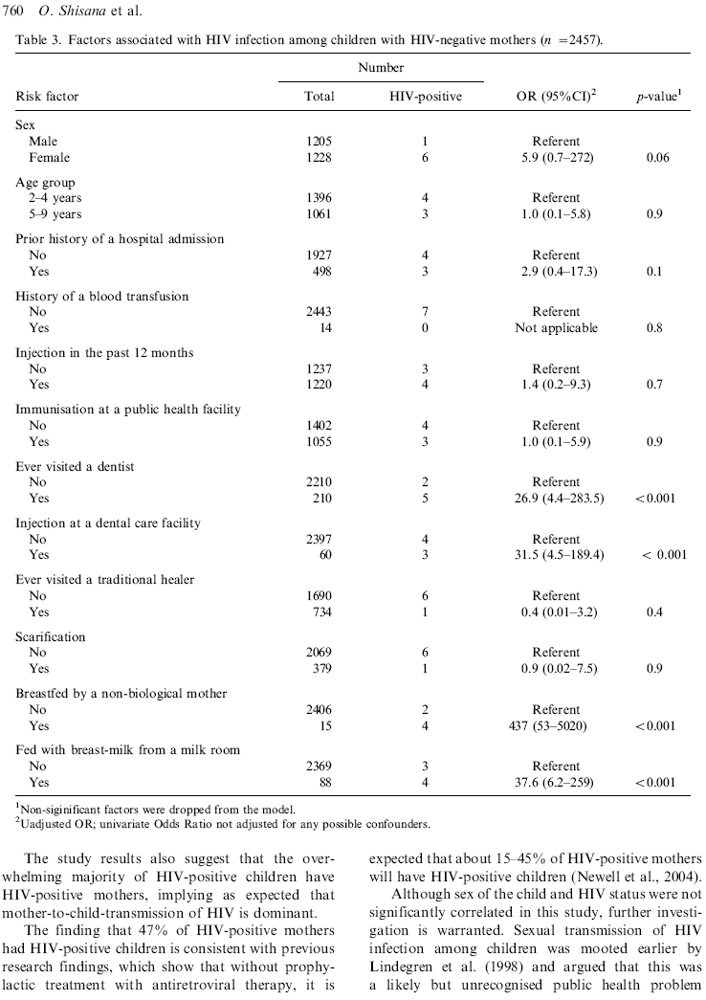 760 O. Shisana et al.
Table 3. Factors associated with HIV infection among children with HIV-negative mothers (n =2457).
Number
Risk factor Total HIV-positive OR (95%CI)2 p-value1
Sex
Male 1205 1 Referent
Female 1228 6 5.9 (0.7–272) 0.06
Age group
2–4 years 1396 4 Referent
5–9 years 1061 3 1.0 (0.1–5.8) 0.9
Prior history of a hospital admission
No 1927 4 Referent
Yes 498 3 2.9 (0.4–17.3) 0.1
History of a blood transfusion
No 2443 7 Referent
Yes 14 0 Not applicable 0.8
Injection in the past 12 months
No 1237 3 Referent
Yes 1220 4 1.4 (0.2–9.3) 0.7
Immunisation at a public health facility
No 1402 4 Referent
Yes 1055 3 1.0 (0.1–5.9) 0.9
Ever visited a dentist
No 2210 2 Referent
Yes 210 5 26.9 (4.4–283.5) <0.001
Injection at a dental care facility
No 2397 4 Referent
Yes 60 3 31.5 (4.5–189.4) < 0.001
Ever visited a traditional healer
No 1690 6 Referent
Yes 734 1 0.4 (0.01–3.2) 0.4
Scarification
No 2069 6 Referent
Yes 379 1 0.9 (0.02–7.5) 0.9
Breastfed by a non-biological mother
No 2406 2 Referent
Yes 15 4 437 (53–5020) <0.001
Fed with breast-milk from a milk room
No 2369 3 Referent
Yes 88 4 37.6 (6.2–259) <0.001
1Non-siginificant factors were dropped from the model.
2Uadjusted OR; univariate Odds Ratio not adjusted for any possible confounders.
The study results also suggest that the over-
whelming majority of HIV-positive children have
HIV-positive mothers, implying as expected that
mother-to-child-transmission of HIV is dominant.
The finding that 47% of HIV-positive mothers
had HIV-positive children is consistent with previous
research findings, which show that without prophy-
lactic treatment with antiretroviral therapy, it is
expected that about 15–45% of HIV-positive mothers
will have HIV-positive children (Newell et al., 2004).
Although sex of the child and HIV status were not
significantly correlated in this study, further investi-
gation is warranted. Sexual transmission of HIV
infection among children was mooted earlier by
Lindegren et al. (1998) and argued that this was
a likely but unrecognised public health problem